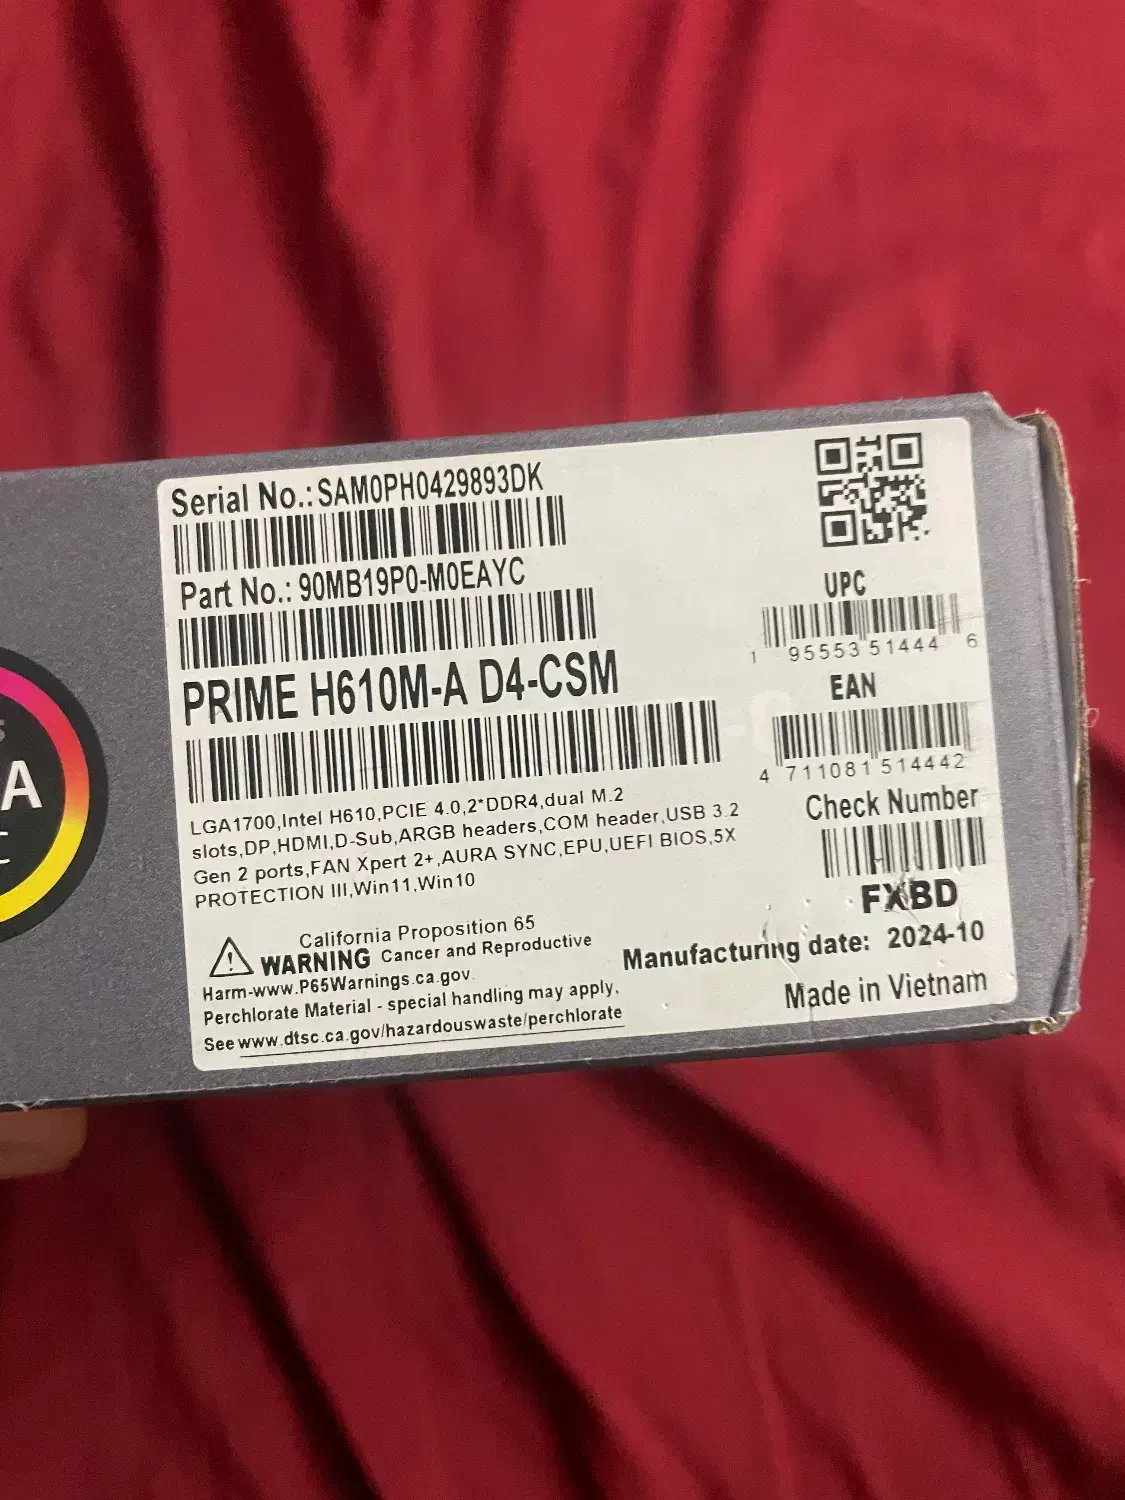 Serial No.:SAM0PH0429893DK
Part No.: 90MB19P0-M0EAYC
PRIME H610M-A D4-CSM
LGA1700,Intel H610,PCIE 4.0,2*DDR4,dual M.2
slots,DP,HDMI,D-Sub,ARGB headers,COM header,USB 3.2
Gen 2 ports,FAN Xpert 2+,AURA SYNC,EPU,UEFI BIOS,5X
PROTECTION III,Win11,Win10
California Proposition 65
WARNING Cancer and Reproductive
Harm-www.P65Warnings.ca.gov.
Perchlorate Material - special handling may apply,
See www.dtsc.ca.gov/hazardouswaste/perchlorate
UPC
1 95553 51444 6
EAN
4 711081 514442
Check Number
FXBD
Manufacturing date: 2024-10
Made in Vietnam
A